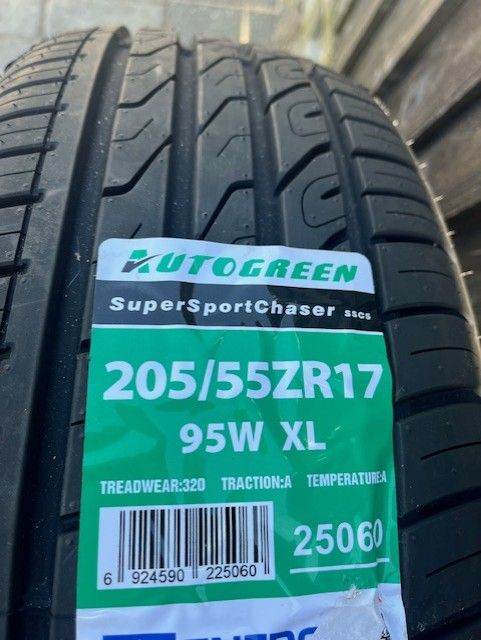 AUTOGREEN
SuperSportChaser SSC5
205/55ZR17
95W XL
TREADWEAR:320 TRACTION:A TEMPERATURE:A
25060
6 924590 225060